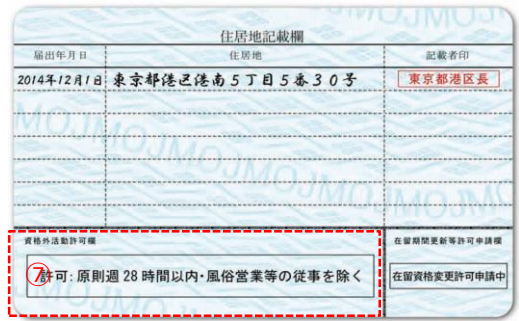 住居地記載欄
届出年月日 住居地 記載者印
2014年12月1日 東京都港区港南5丁目5番30号 東京都港区長
MOJMOJMOJMOJMOJ
資格外活動許可欄 在留期間更新等許可申請欄
⑦許可:原則週28時間以内・風俗営業等の従事を除く 在留資格変更許可申請中